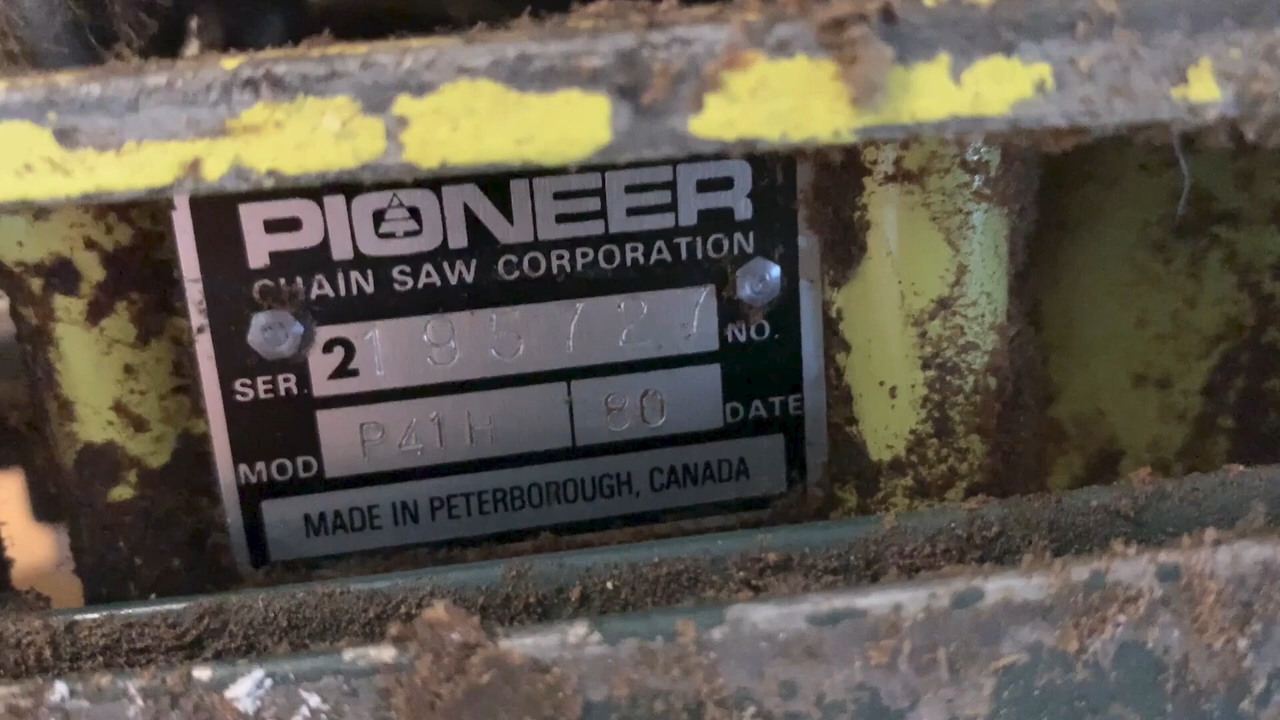 PIONEER
CHAIN SAW CORPORATION
SER. 2195727 NO.
MOD P41H 80 DATE
MADE IN PETERBOROUGH, CANADA